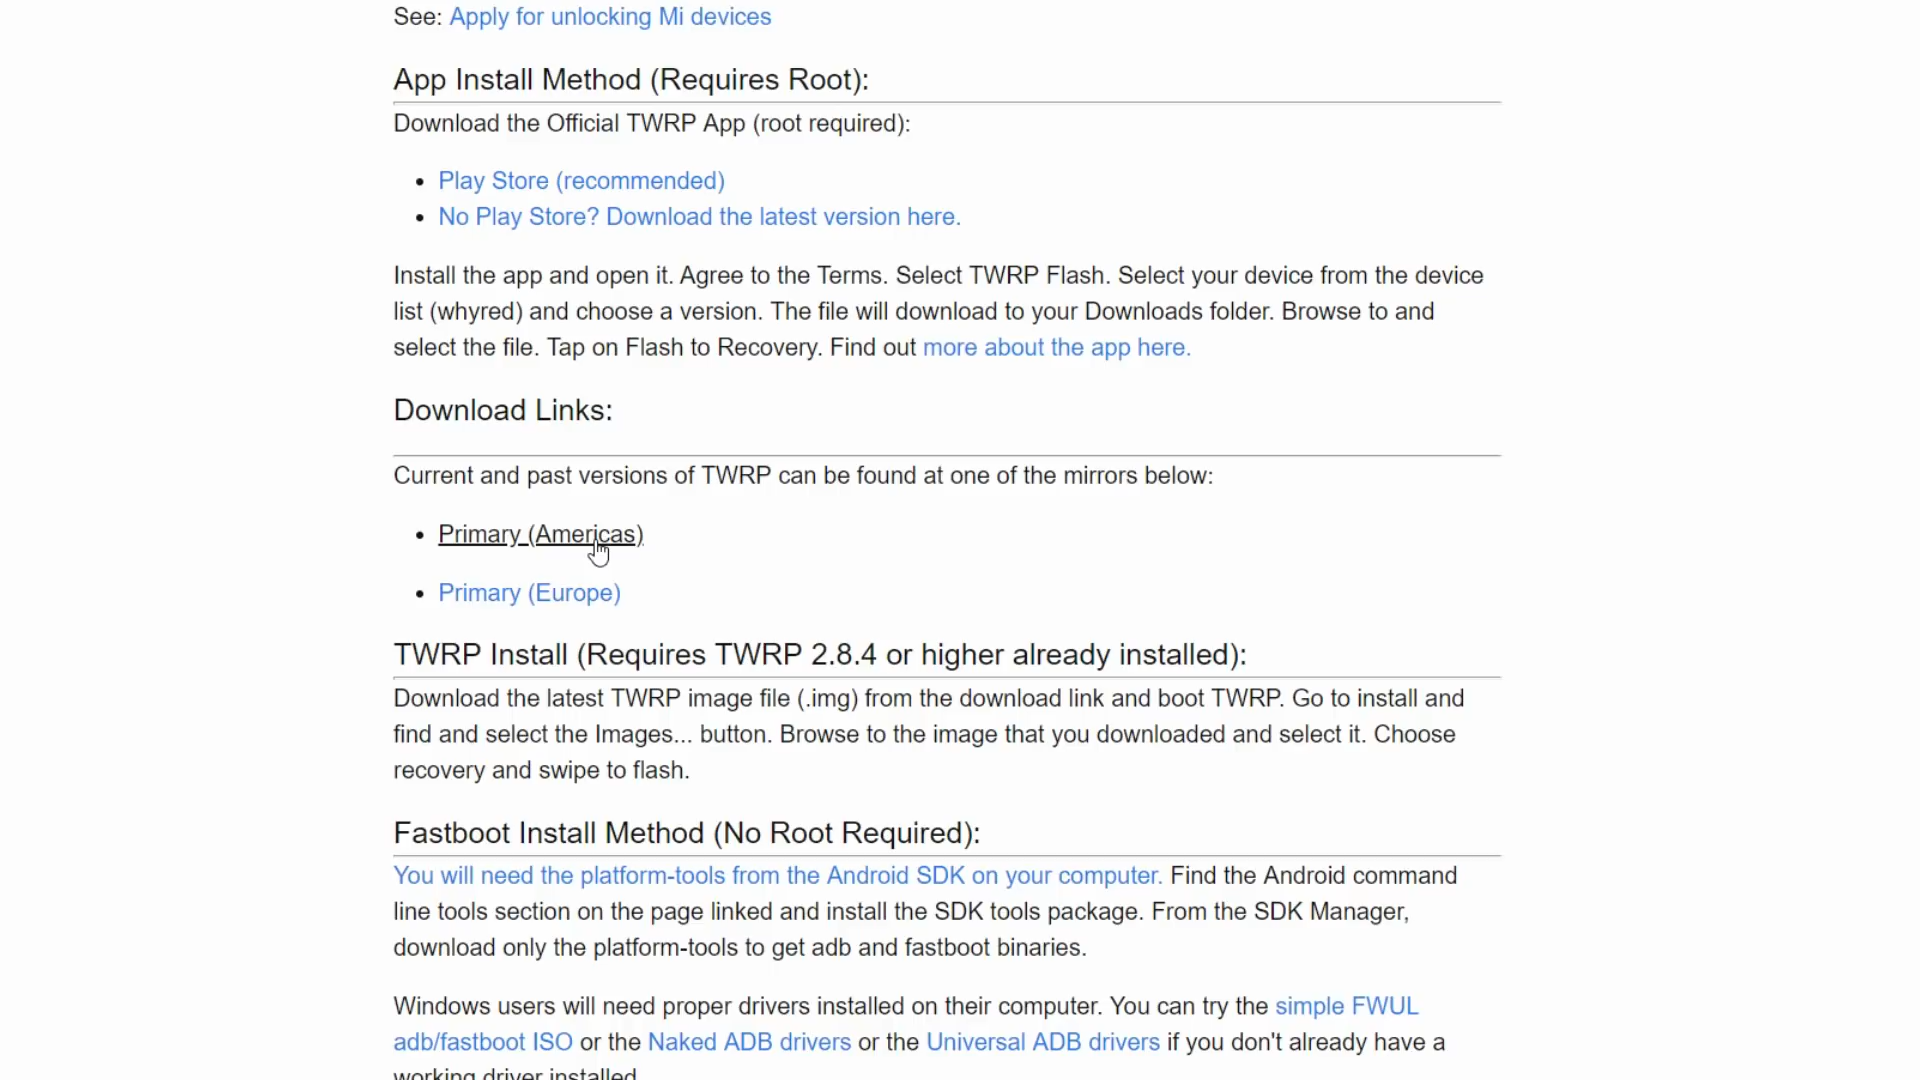 See: Apply for unlocking Mi devices
App Install Method (Requires Root):
Download the Official TWRP App (root required):
• Play Store (recommended)
• No Play Store? Download the latest version here.
Install the app and open it. Agree to the Terms. Select TWRP Flash. Select your device from the device
list (whyred) and choose a version. The file will download to your Downloads folder. Browse to and
select the file. Tap on Flash to Recovery. Find out more about the app here.
Download Links:
Current and past versions of TWRP can be found at one of the mirrors below:
• Primary (Americas)
• Primary (Europe)
TWRP Install (Requires TWRP 2.8.4 or higher already installed):
Download the latest TWRP image file (.img) from the download link and boot TWRP. Go to install and
find and select the Images... button. Browse to the image that you downloaded and select it. Choose
recovery and swipe to flash.
Fastboot Install Method (No Root Required):
You will need the platform-tools from the Android SDK on your computer. Find the Android command
line tools section on the page linked and install the SDK tools package. From the SDK Manager,
download only the platform-tools to get adb and fastboot binaries.
Windows users will need proper drivers installed on their computer. You can try the simple FWUL
adb/fastboot ISO or the Naked ADB drivers or the Universal ADB drivers if you don't already have a
working driver installed